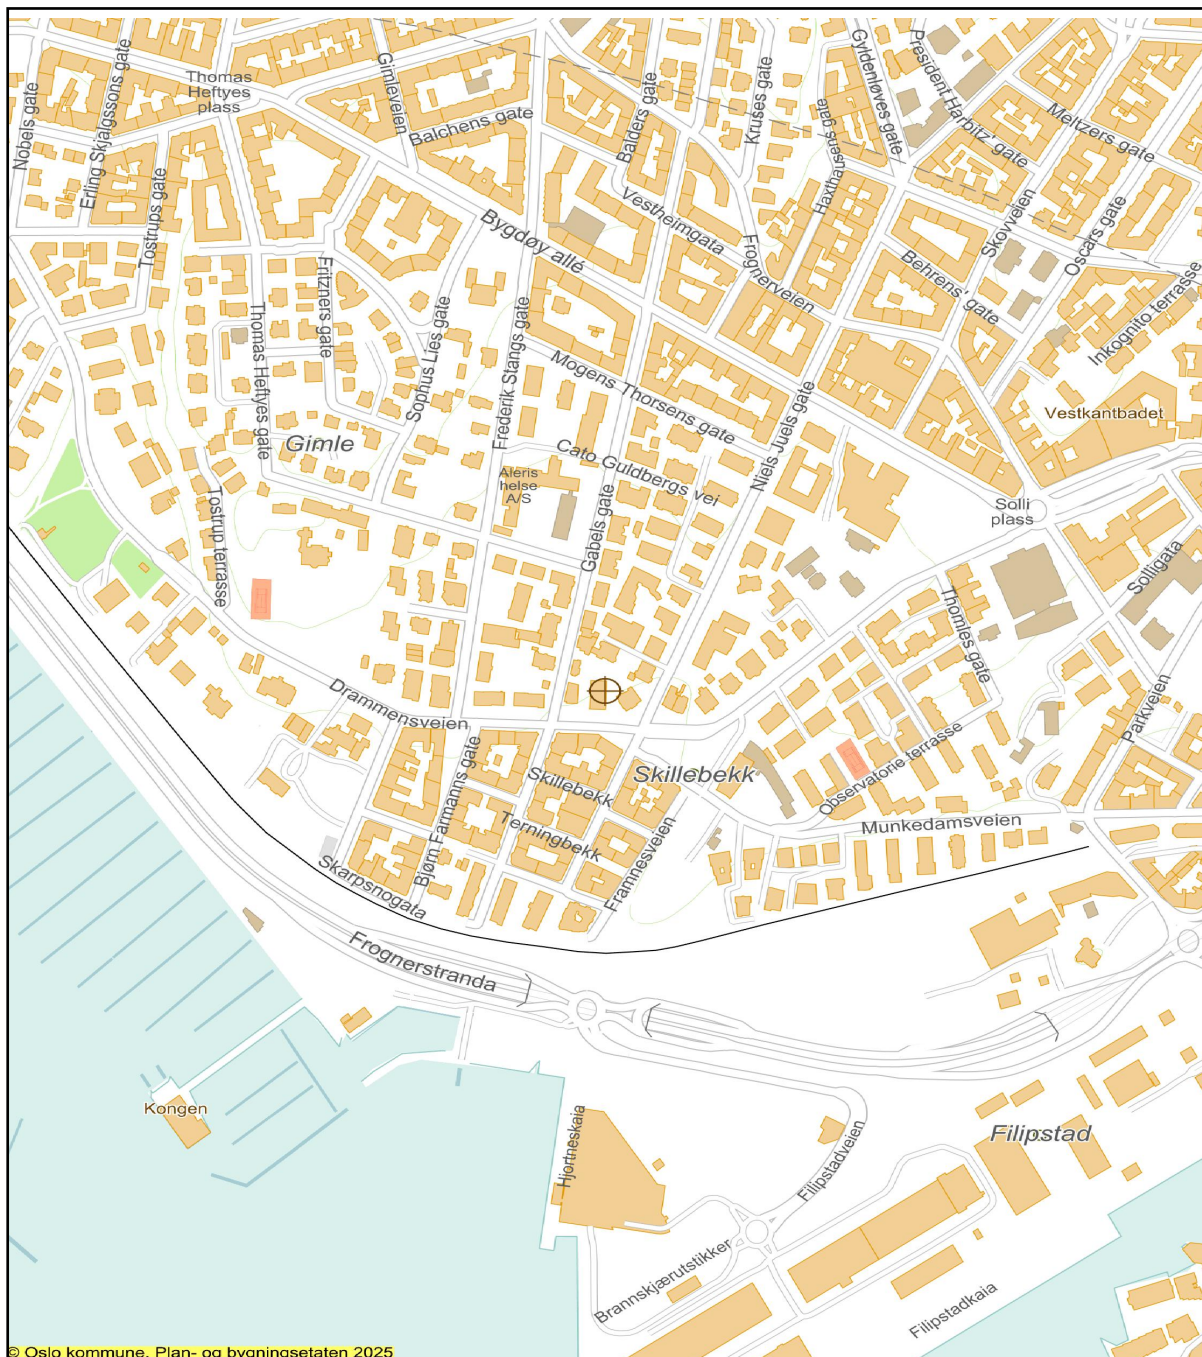 Nobels gate
Erling Skjalgssons gate
Tostrups gate
Thomas
Heftyes
plass
Gimleveien
Balchens gate
Balders gate
Kruses gate
Gyldenløves gate
President Harbitz' gate
Meltzers gate
Haxthausens gate
Vestheimgata
Frognerveien
Skovveien
Oscars gate
Behrens' gate
Inkognito terrasse
Bygdøy allé
Fritzners gate
Thomas Heftyes gate
Sophus Lies gate
Frederik Stangs gate
Mogens Thorsens gate
Niels Juels gate
Vestkantbadet
Gimle
Cato Guldbergs vei
Aleris
helse
A/S
Gabels gate
Solli
plass
Solligata
Tostrup terrasse
Thomles gate
Drammensveien
Parkveien
Observatorie terrasse
Skillebekk
Skillebekk
Bjørn Farmanns gate
Terningbekk
Framnesveien
Munkedamsveien
Skarpsnogata
Frognerstranda
Kongen
Hjortneskaia
Filipstadveien
Filipstad
Brannskjærutstikker
Filipstadkaia
© Oslo kommune, Plan- og bygningsetaten 2025